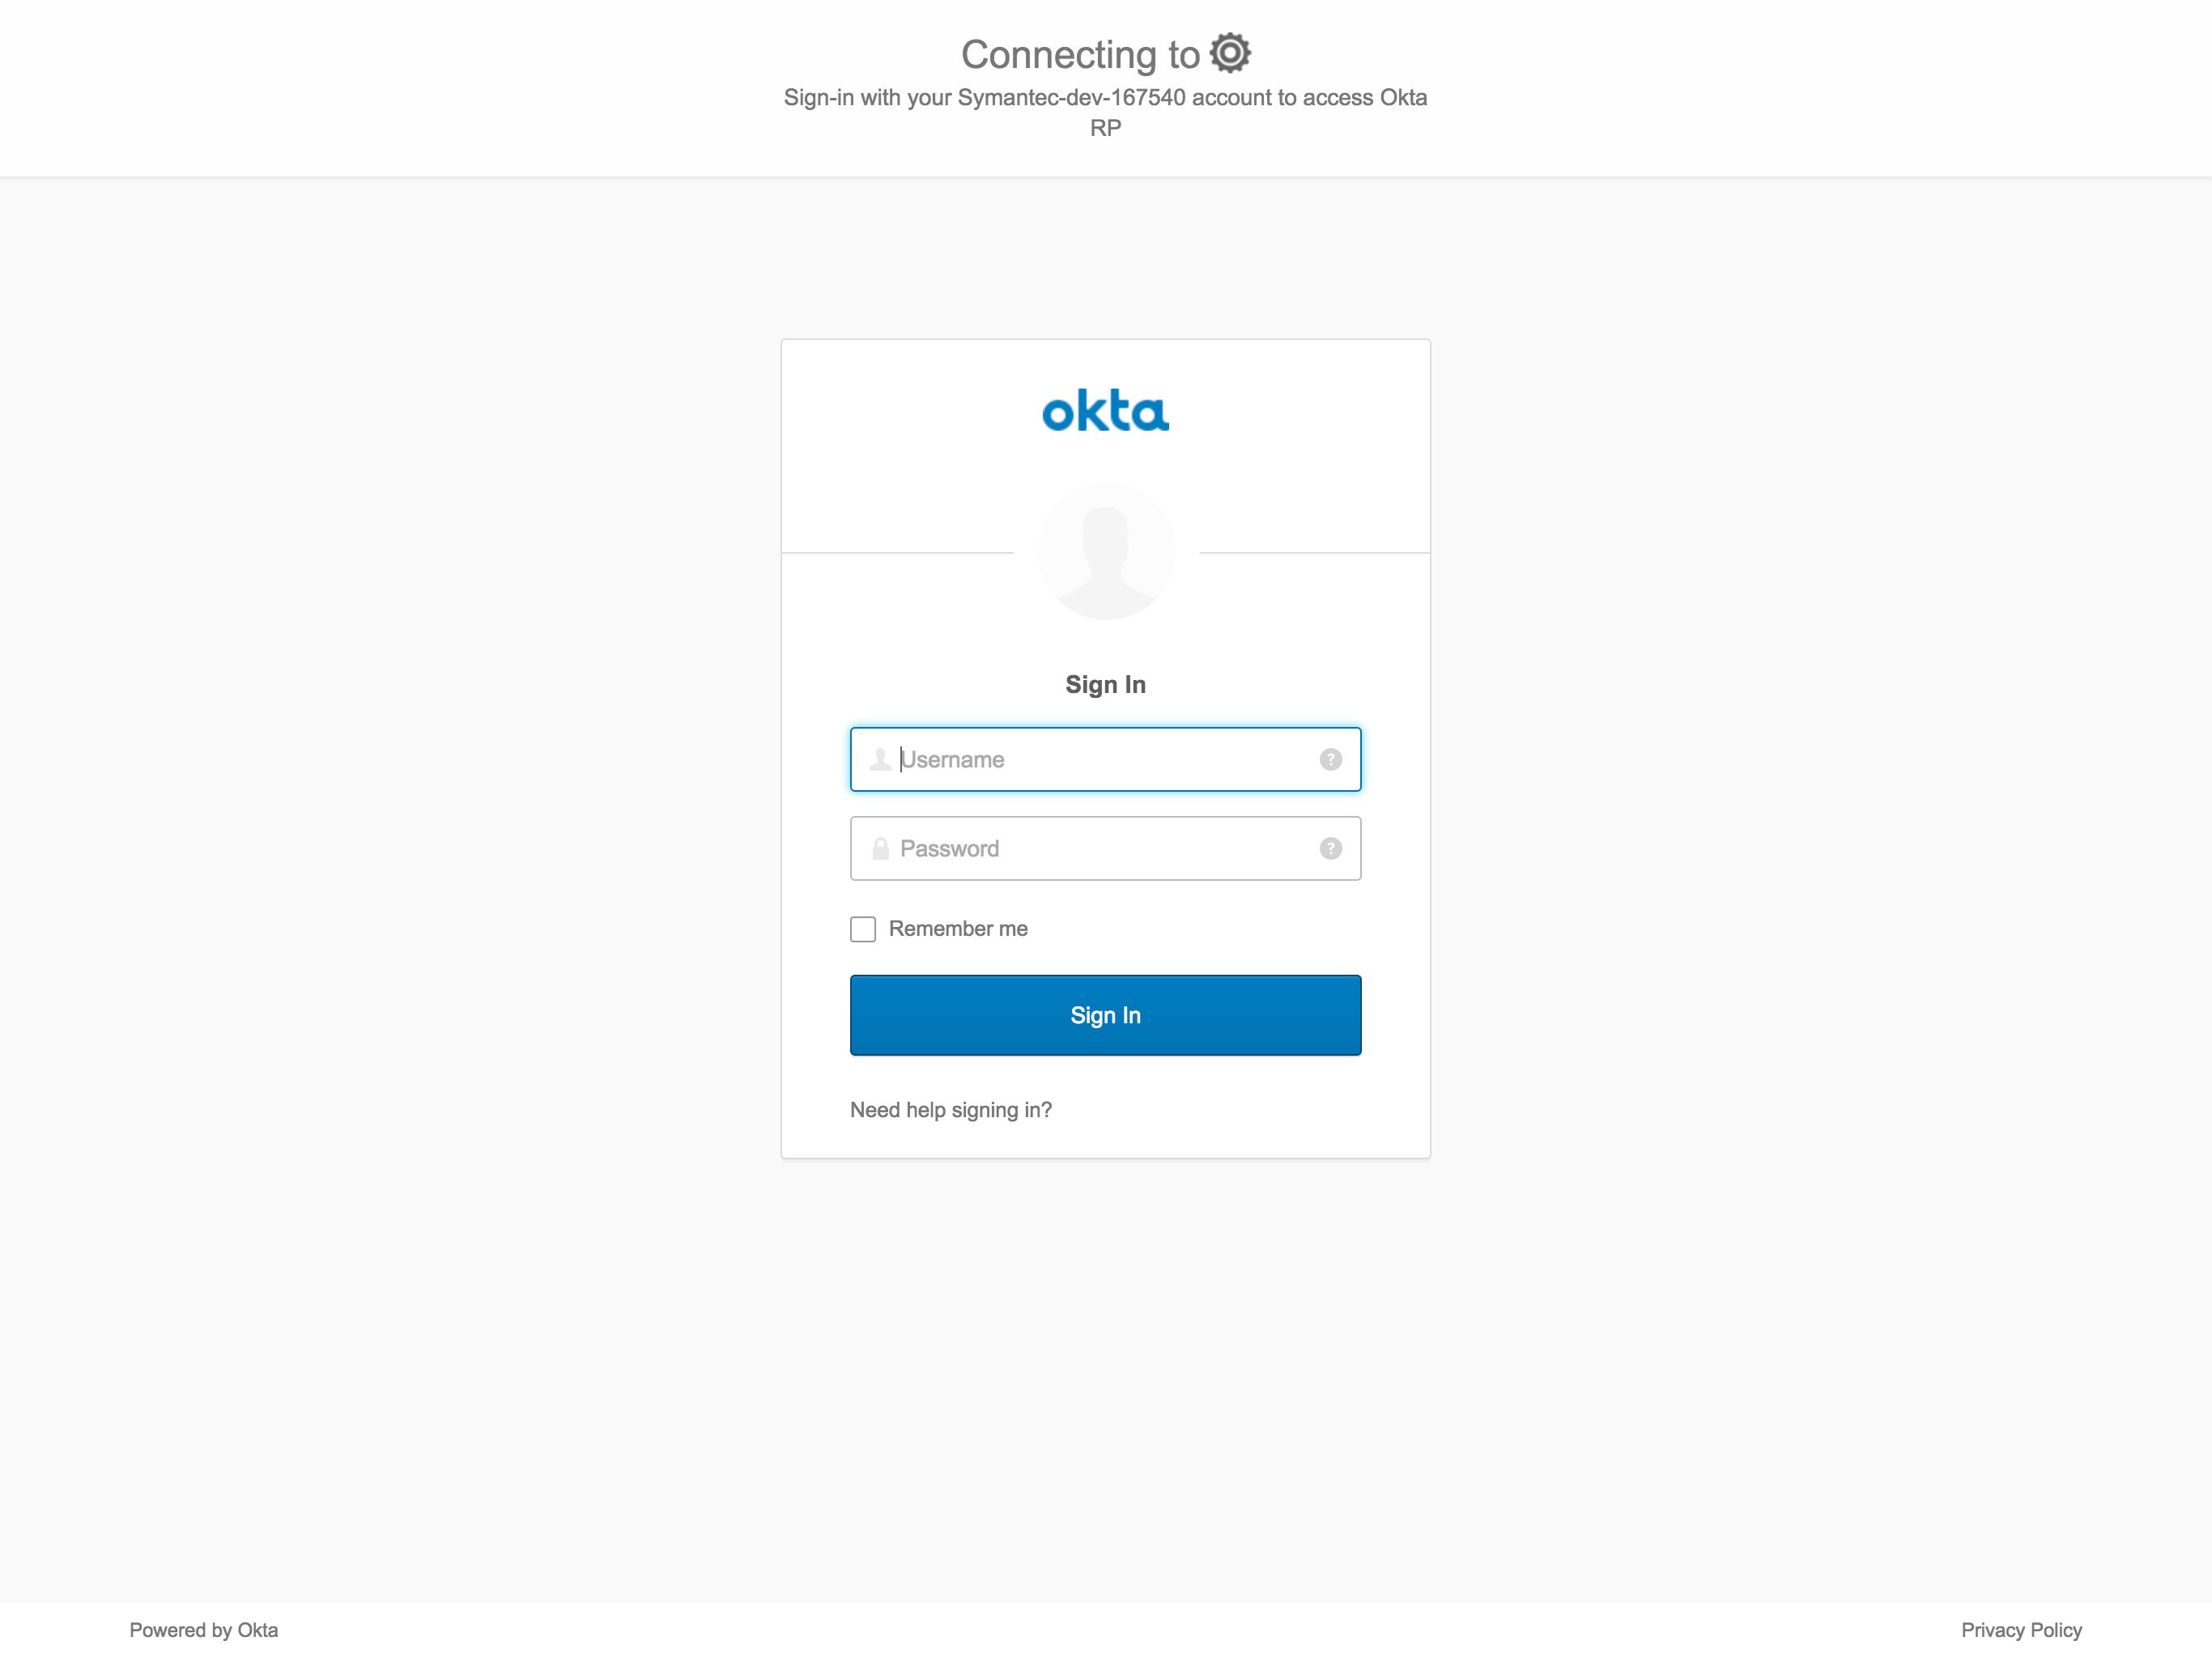 Connecting to
Sign-in with your Symantec-dev-167540 account to access Okta
RP
okta
Sign In
Username
?
Password
?
Remember me
Sign In
Need help signing in?
Powered by Okta
Privacy Policy